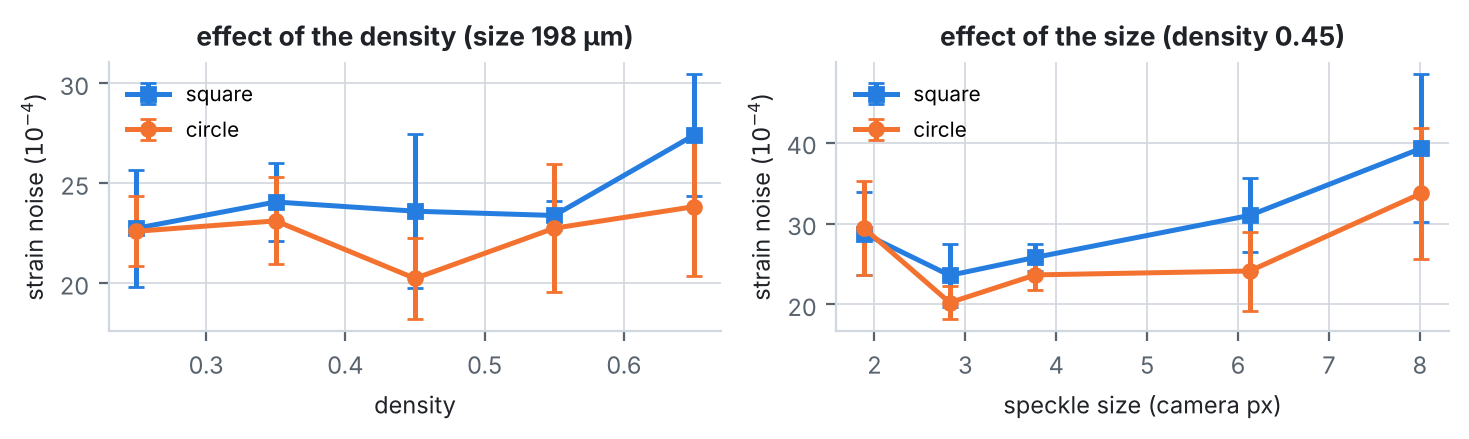 effect of the density (size 198 µm)
30
25
20
strain noise (10⁻⁴)
square
circle
0.3 0.4 0.5 0.6
density
effect of the size (density 0.45)
40
30
20
strain noise (10⁻⁴)
square
circle
2 3 4 5 6 7 8
speckle size (camera px)